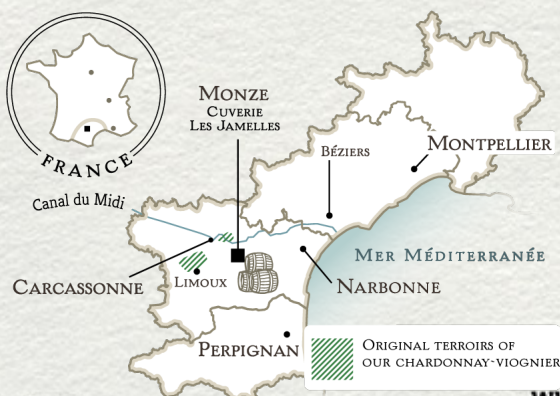 FRANCE
MONZE
CUVERIE
LES JAMELLES
BÉZIERS
MONTPELLIER
Canal du Midi
MER MÉDITERRANÉE
CARCASSONNE
LIMOUX
NARBONNE
PERPIGNAN
ORIGINAL TERROIRS OF
OUR CHARDONNAY-VIOGNIER